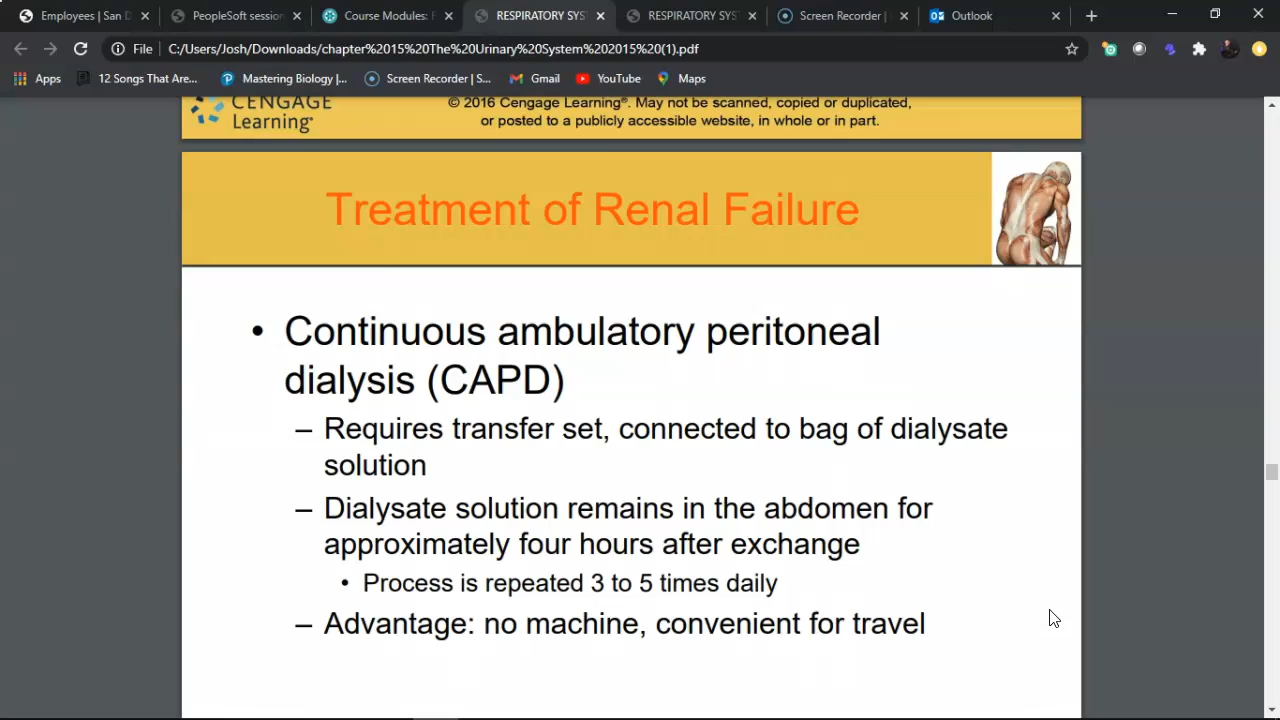 Employees | San D
PeopleSoft session
Course Modules: F
RESPIRATORY SYS
RESPIRATORY SYS
Screen Recorder |
Outlook
File | C:/Users/Josh/Downloads/chapter%2015%20The%20Urinary%20System%202015%20(1).pdf
Apps
12 Songs That Are...
Mastering Biology |...
Screen Recorder | S...
Gmail
YouTube
Maps
CENGAGE
Learning®
© 2016 Cengage Learning®. May not be scanned, copied or duplicated,
or posted to a publicly accessible website, in whole or in part.
Treatment of Renal Failure
• Continuous ambulatory peritoneal
dialysis (CAPD)
– Requires transfer set, connected to bag of dialysate
solution
– Dialysate solution remains in the abdomen for
approximately four hours after exchange
• Process is repeated 3 to 5 times daily
– Advantage: no machine, convenient for travel